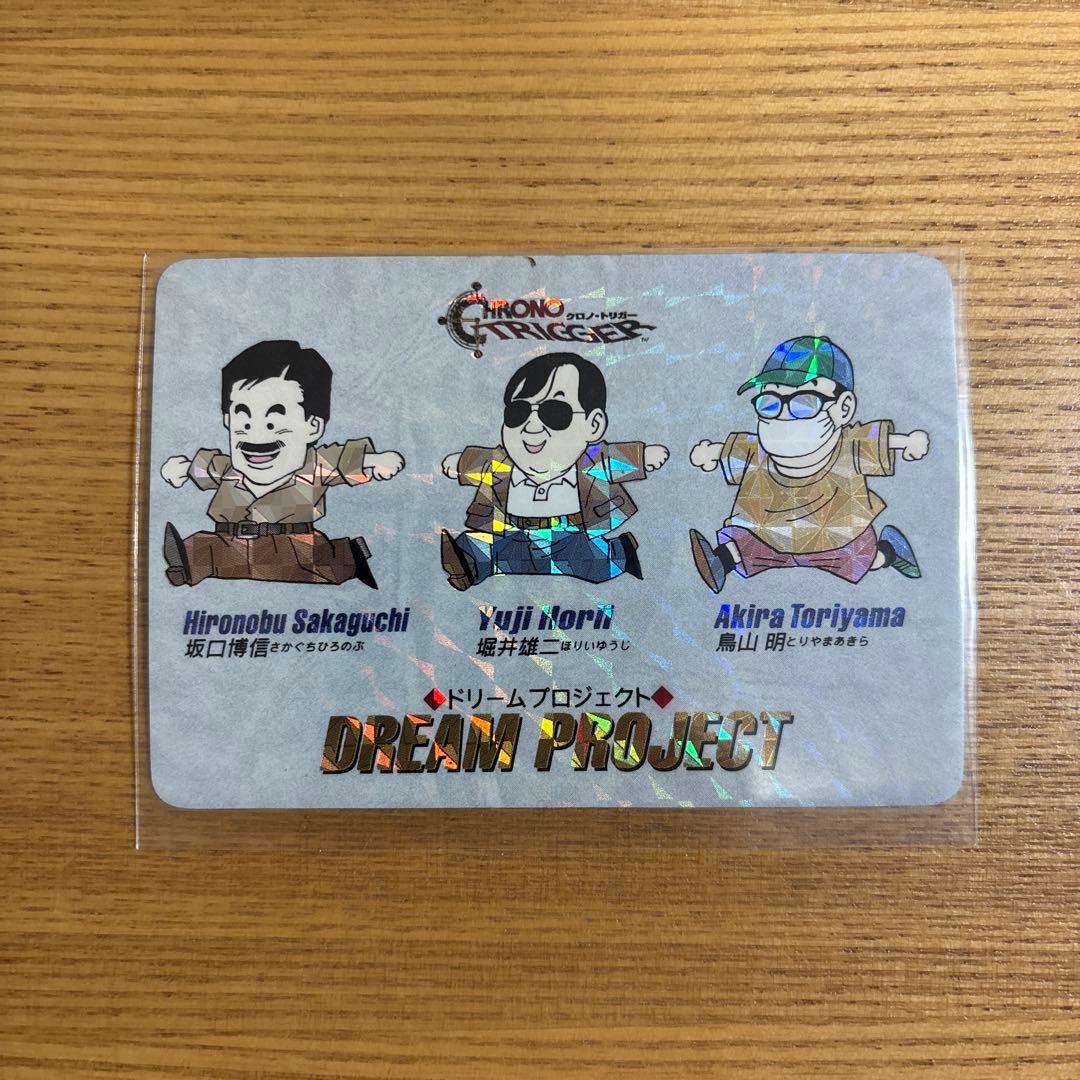 CHRONO
クロノ・トリガー
TRIGGER
Hironobu Sakaguchi
坂口博信さかぐちひろのぶ
Yuji Horii
堀井雄二ほりいゆうじ
Akira Toriyama
鳥山 明とりやまあきら
◆ドリームプロジェクト◆
DREAM PROJECT